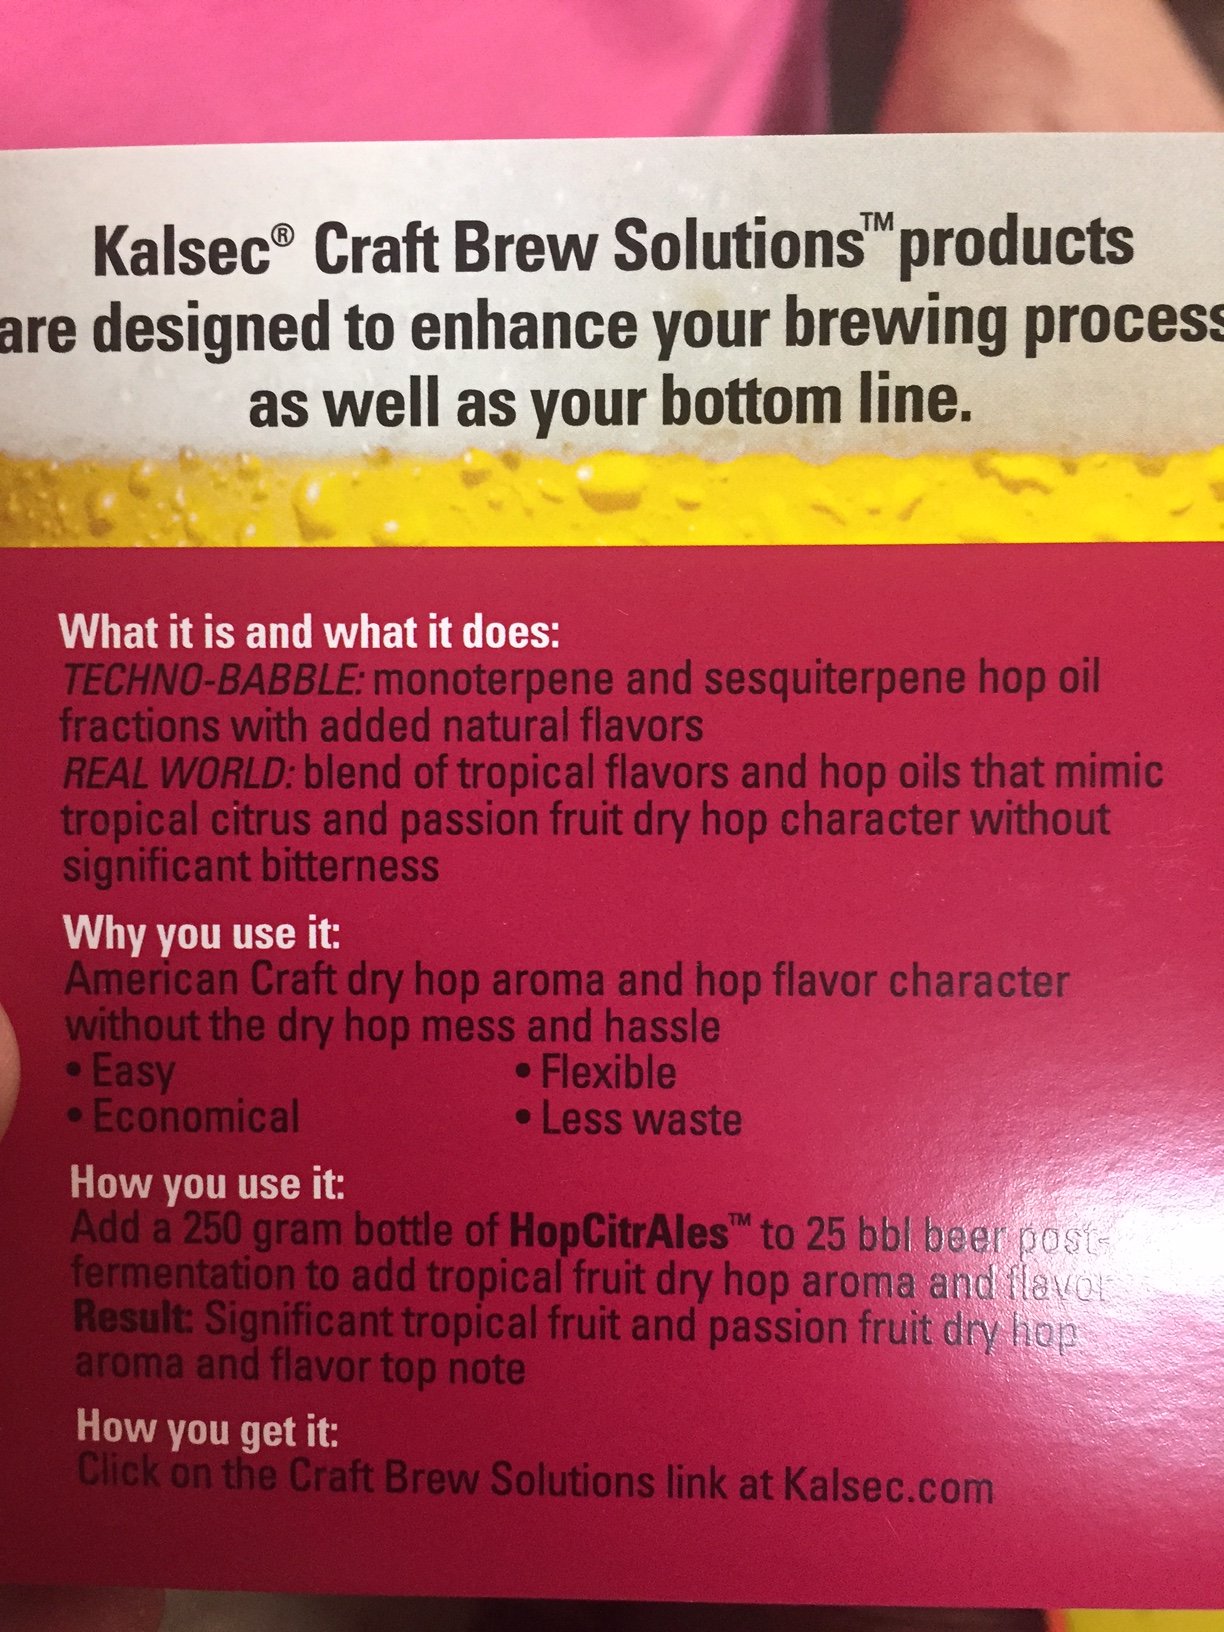 Kalsec® Craft Brew Solutions™ products
are designed to enhance your brewing process
as well as your bottom line.
What it is and what it does:
TECHNO-BABBLE: monoterpene and sesquiterpene hop oil
fractions with added natural flavors
REAL WORLD: blend of tropical flavors and hop oils that mimic
tropical citrus and passion fruit dry hop character without
significant bitterness
Why you use it:
American Craft dry hop aroma and hop flavor character
without the dry hop mess and hassle
• Easy • Flexible
• Economical • Less waste
How you use it:
Add a 250 gram bottle of HopCitrAles™ to 25 bbl beer post-
fermentation to add tropical fruit dry hop aroma and flavor
Result: Significant tropical fruit and passion fruit dry hop
aroma and flavor top note
How you get it:
Click on the Craft Brew Solutions link at Kalsec.com